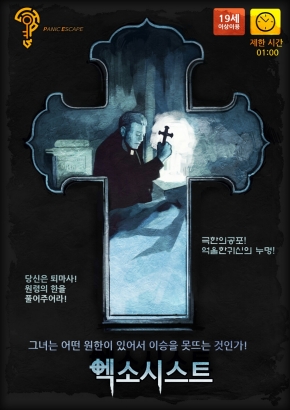 PANIC ESCAPE
19세
이상이용
제한 시간
01:00
극한의공포!
억울한귀신의 누명!
당신은 퇴마사!
원령의 한을
풀어주어라!
그녀는 어떤 원한이 있어서 이승을 못뜨는 것인가!
엑소시스트